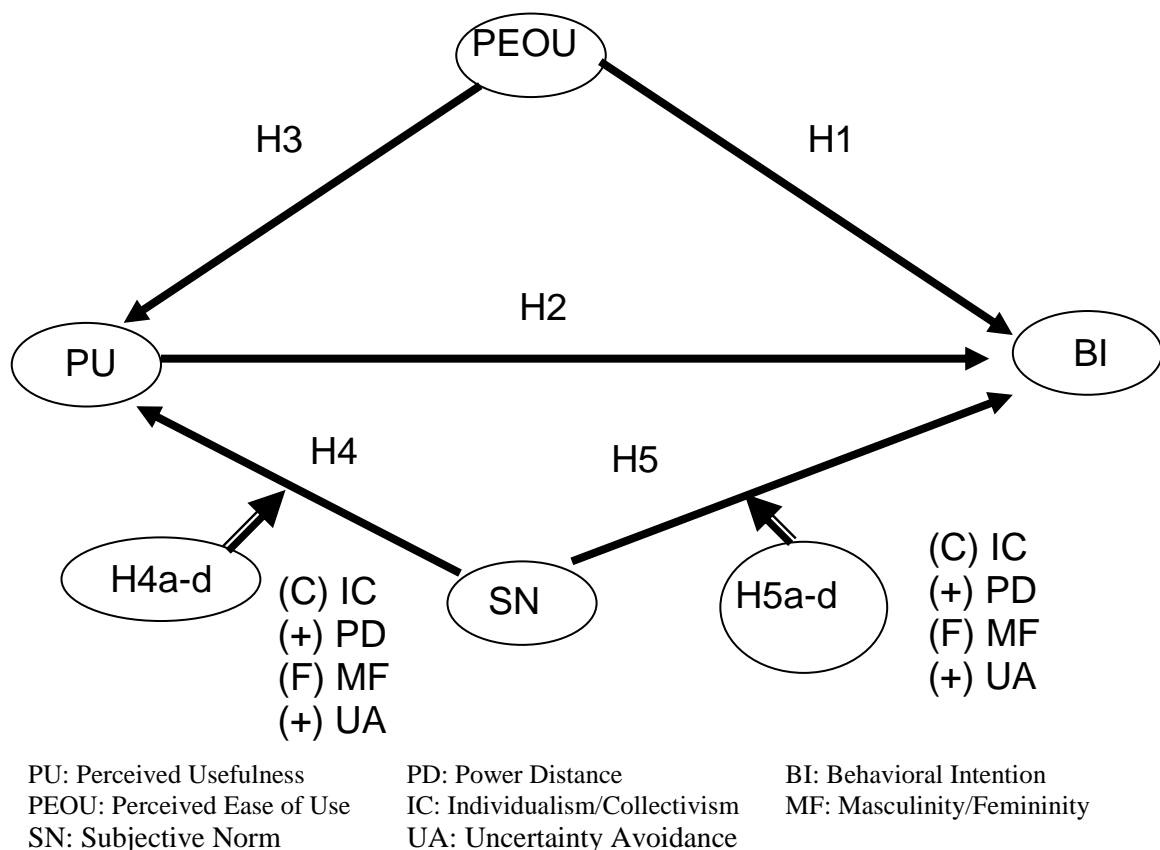 PEOU
H3
H1
H2
PU
BI
H4
H5
H4a-d
(C) IC
(+) PD
(F) MF
(+) UA
SN
H5a-d
(C) IC
(+) PD
(F) MF
(+) UA
PU: Perceived Usefulness
PD: Power Distance
BI: Behavioral Intention
PEOU: Perceived Ease of Use
IC: Individualism/Collectivism
MF: Masculinity/Femininity
SN: Subjective Norm
UA: Uncertainty Avoidance